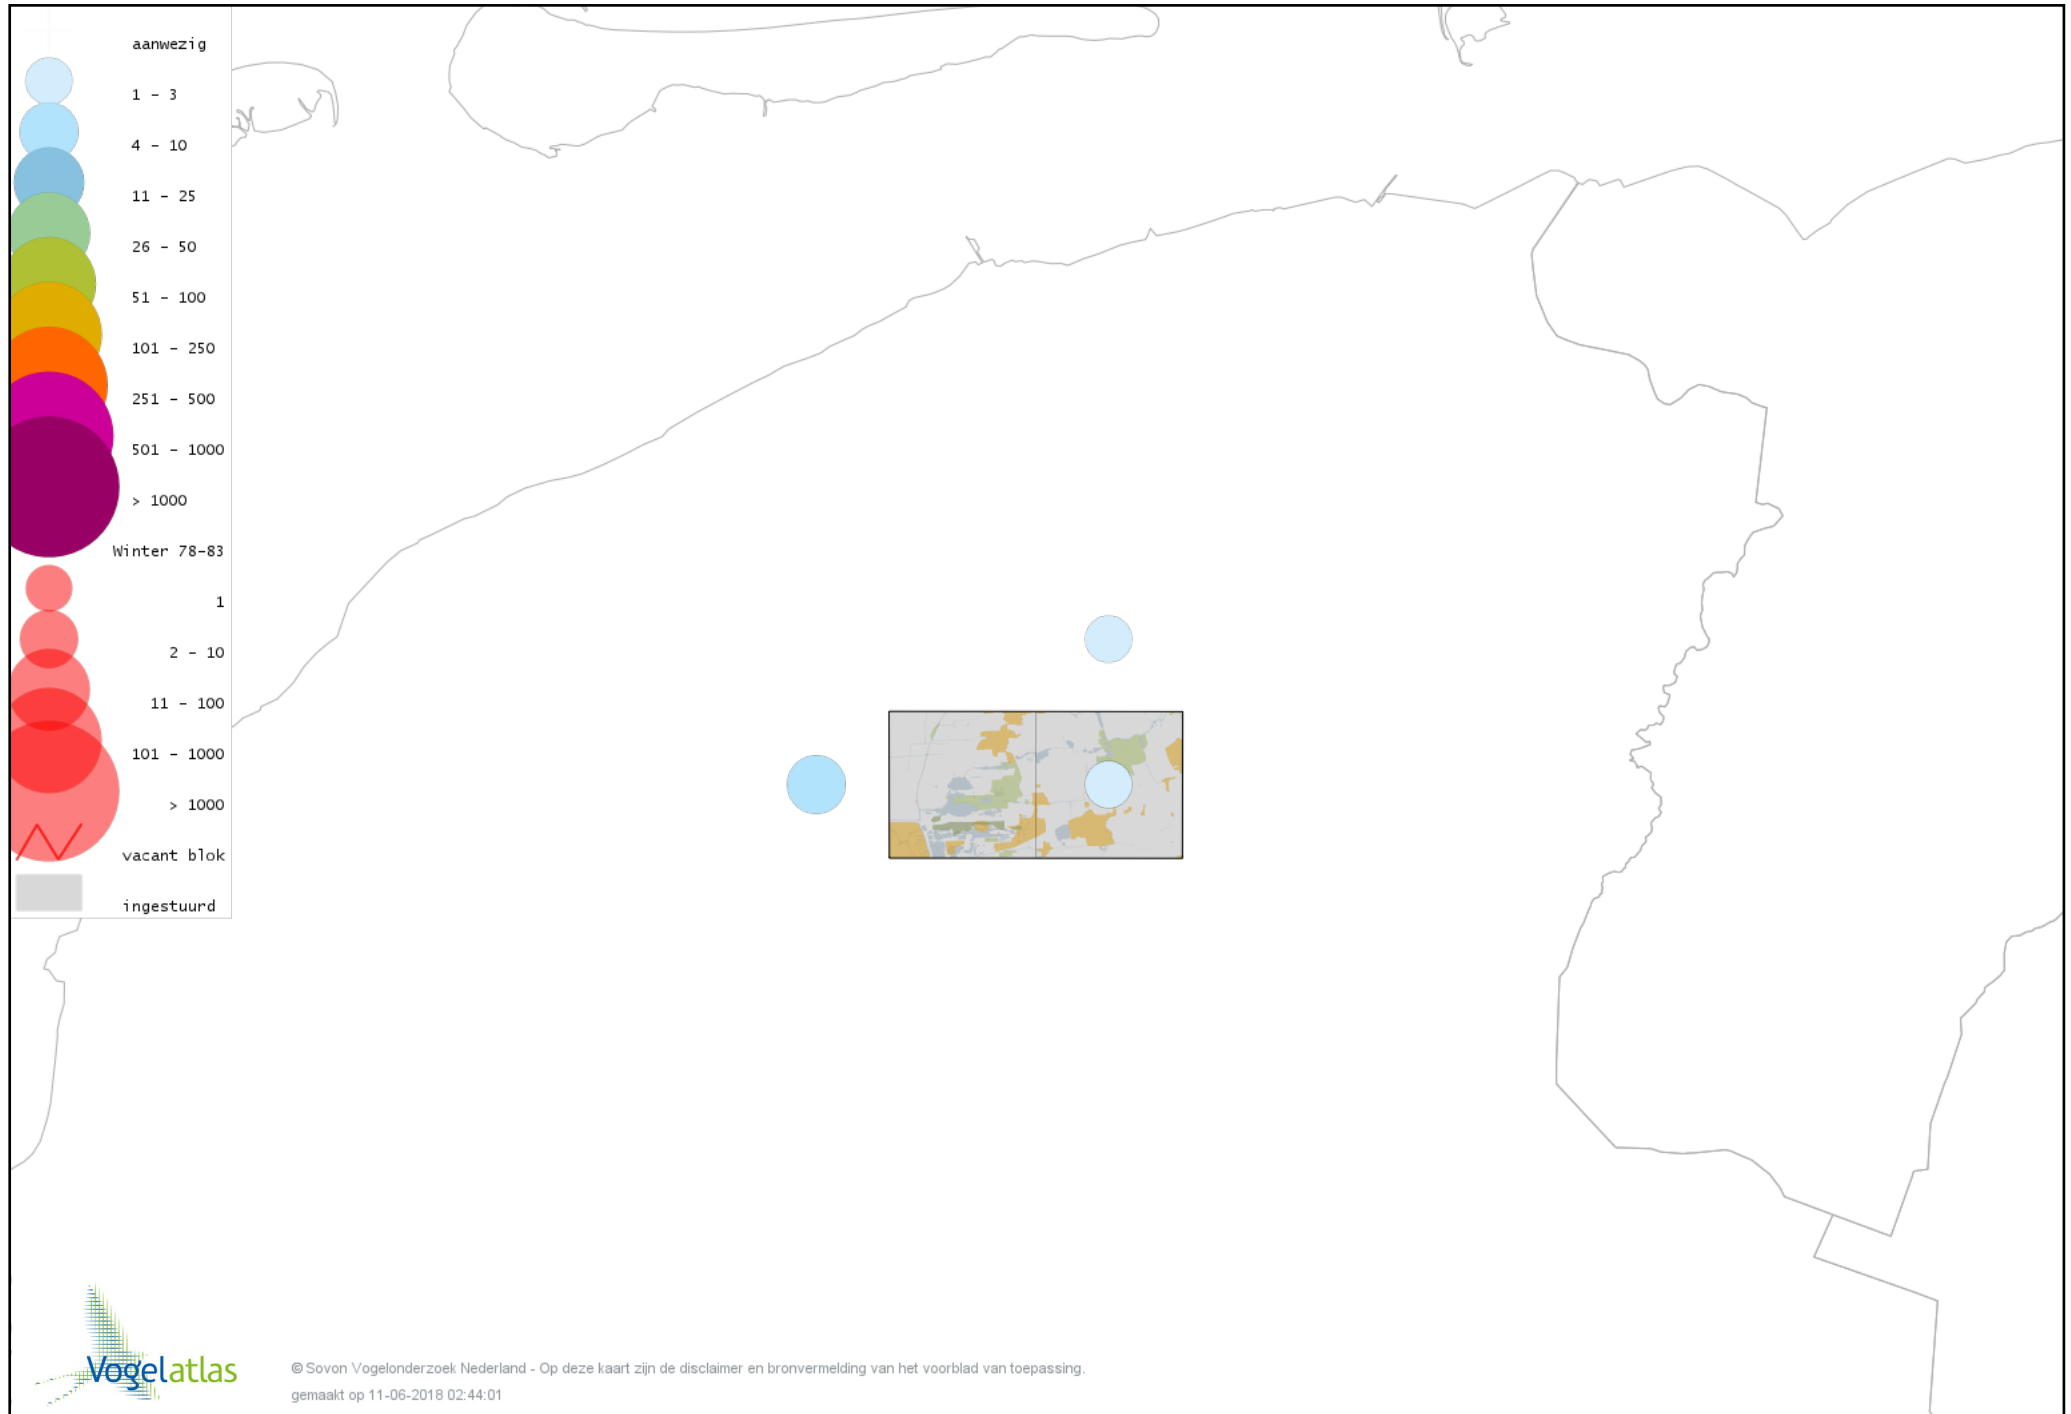 aanwezig
1 - 3
4 - 10
11 - 25
26 - 50
51 - 100
101 - 250
251 - 500
501 - 1000
> 1000
Winter 78-83
1
2 - 10
11 - 100
101 - 1000
> 1000
vacant blok
ingestuurd
Vogelatlas
© Sovon Vogelonderzoek Nederland - Op deze kaart zijn de disclaimer en bronvermelding van het voorblad van toepassing.
gemaakt op 11-06-2018 02:44:01